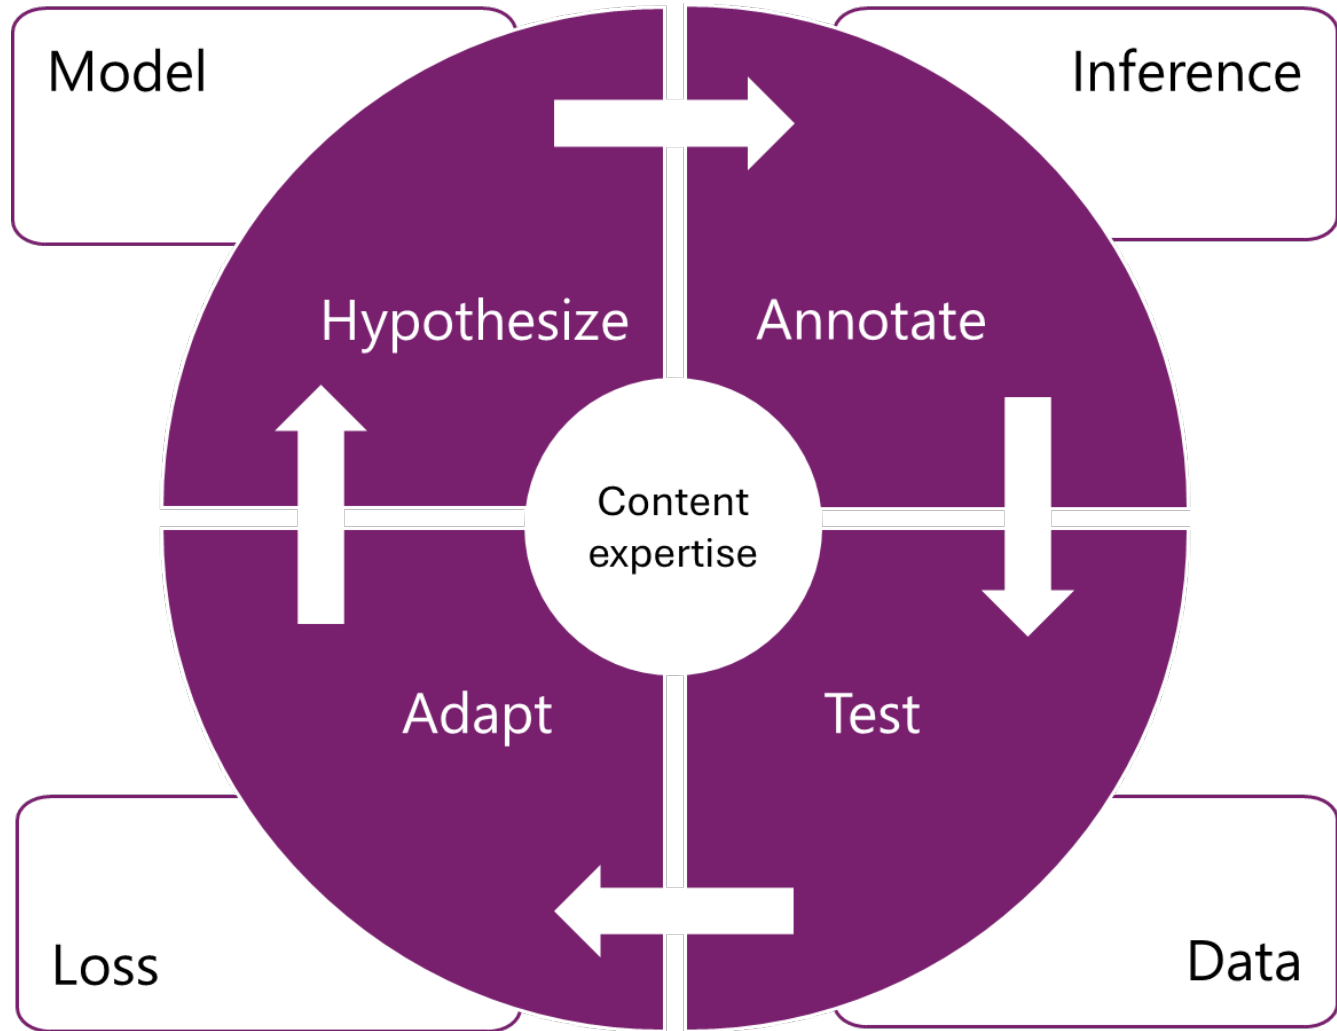 Model
Inference
Hypothesize
Annotate
Content
expertise
Adapt
Test
Loss
Data